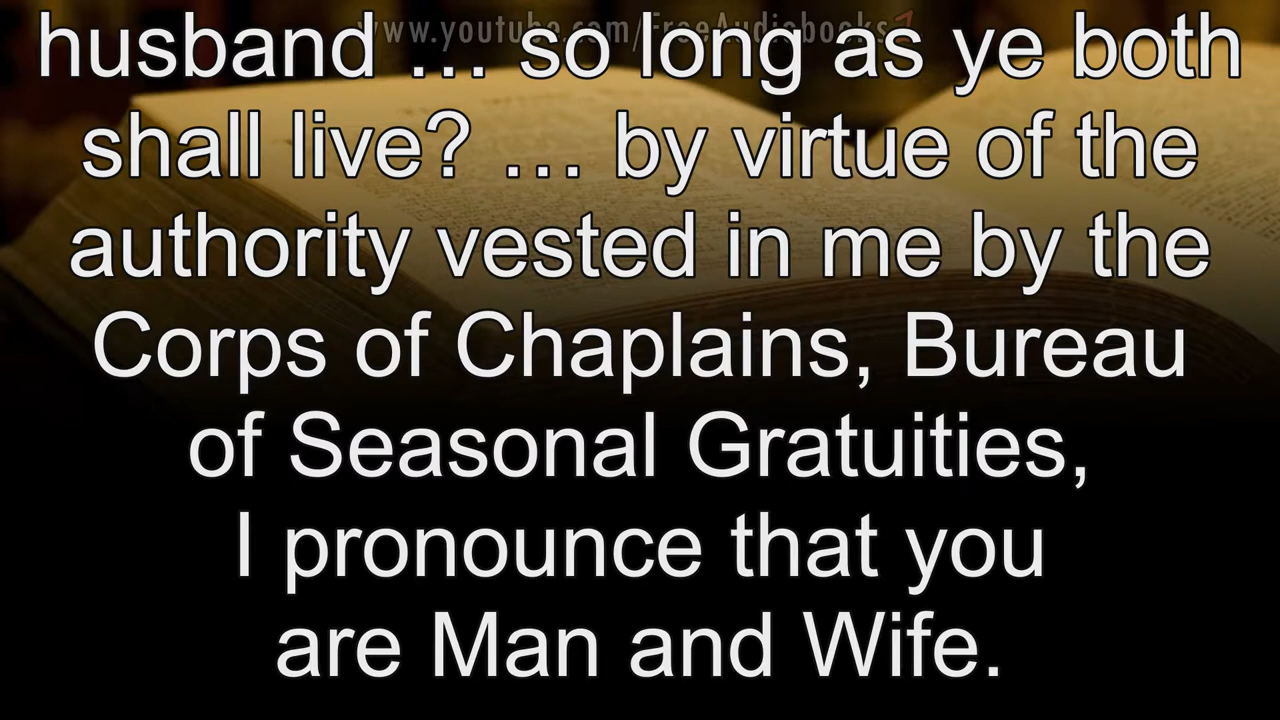 www.youtube.com/FreeAudiobooks
husband … so long as ye both
shall live? … by virtue of the
authority vested in me by the
Corps of Chaplains, Bureau
of Seasonal Gratuities,
I pronounce that you
are Man and Wife.